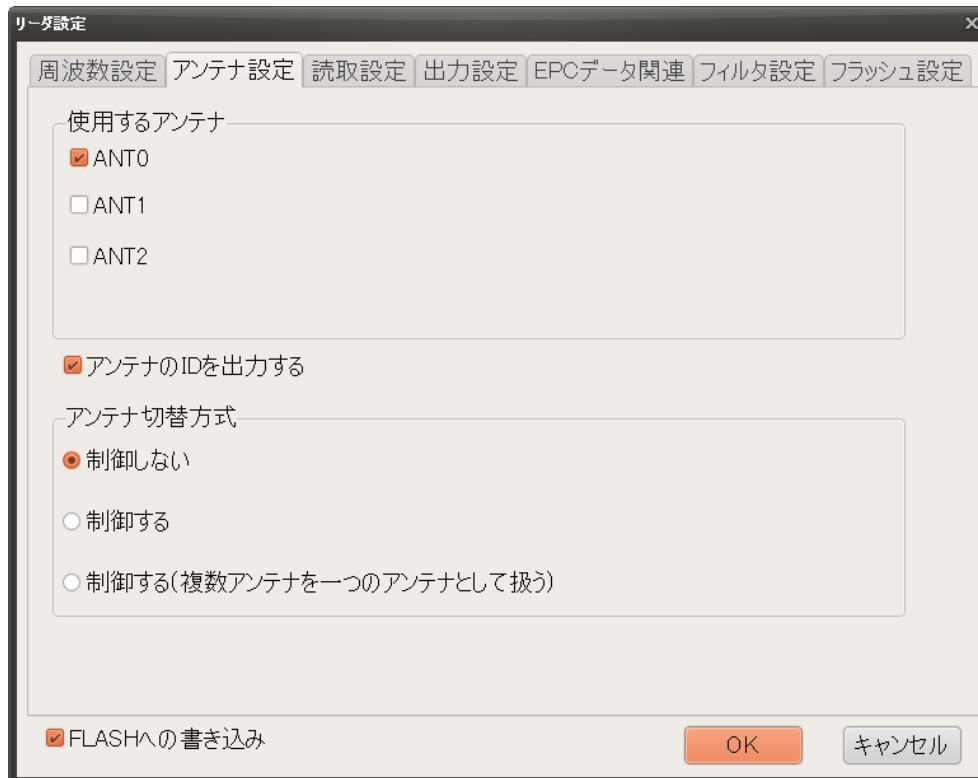 リーダ設定
周波数設定 アンテナ設定 読取設定 出力設定 EPCデータ関連 フィルタ設定 フラッシュ設定
使用するアンテナ
ANT0
ANT1
ANT2
アンテナのIDを出力する
アンテナ切替方式
制御しない
制御する
制御する(複数アンテナを一つのアンテナとして扱う)
FLASHへの書き込み OK キャンセル